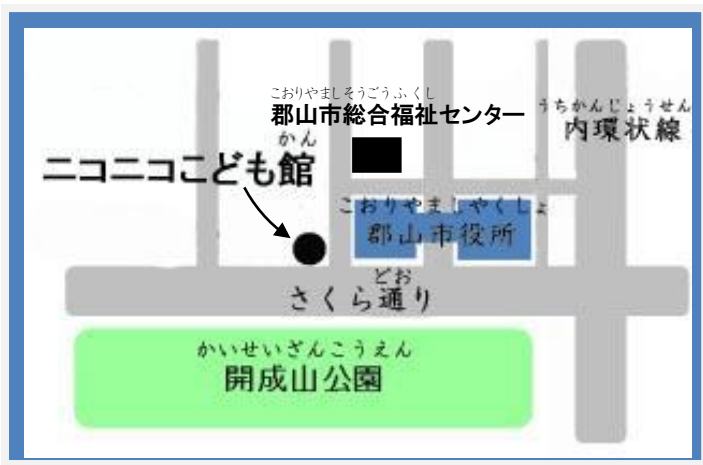 こおりやましそうごうふくし
郡山市総合福祉センター
うちかんじょうせん
内環状線
かん
ニコニコこども館
こおりやましやくしょ
郡山市役所
どお
さくら通り
かいせいざんこうえん
開成山公園